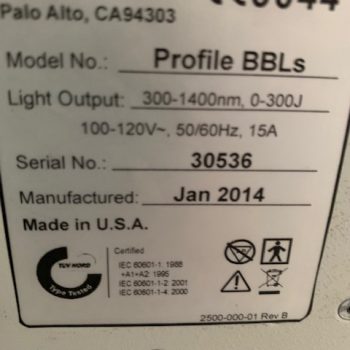 Palo Alto, CA94303
Model No.: Profile BBLs
Light Output: 300-1400nm, 0-300J
100-120V~, 50/60Hz, 15A
Serial No.: 30536
Manufactured: Jan 2014
Made in U.S.A.
TUV NORD
Type Tested
Certified
IEC 60601-1: 1988
+A1+A2: 1995
IEC 60601-1-2: 2001
IEC 60601-1-4: 2000
2500-000-01 Rev B